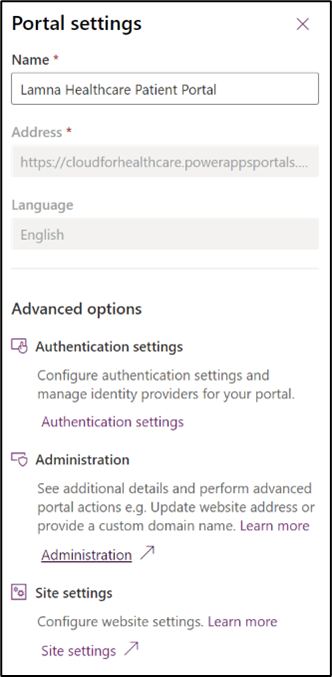 Portal settings
Name *
Lamna Healthcare Patient Portal
Address *
https://cloudforhealthcare.powerappsportals....
Language
English
Advanced options
Authentication settings
Configure authentication settings and
manage identity providers for your portal.
Authentication settings
Administration
See additional details and perform advanced
portal actions e.g. Update website address or
provide a custom domain name. Learn more
Administration
Site settings
Configure website settings. Learn more
Site settings